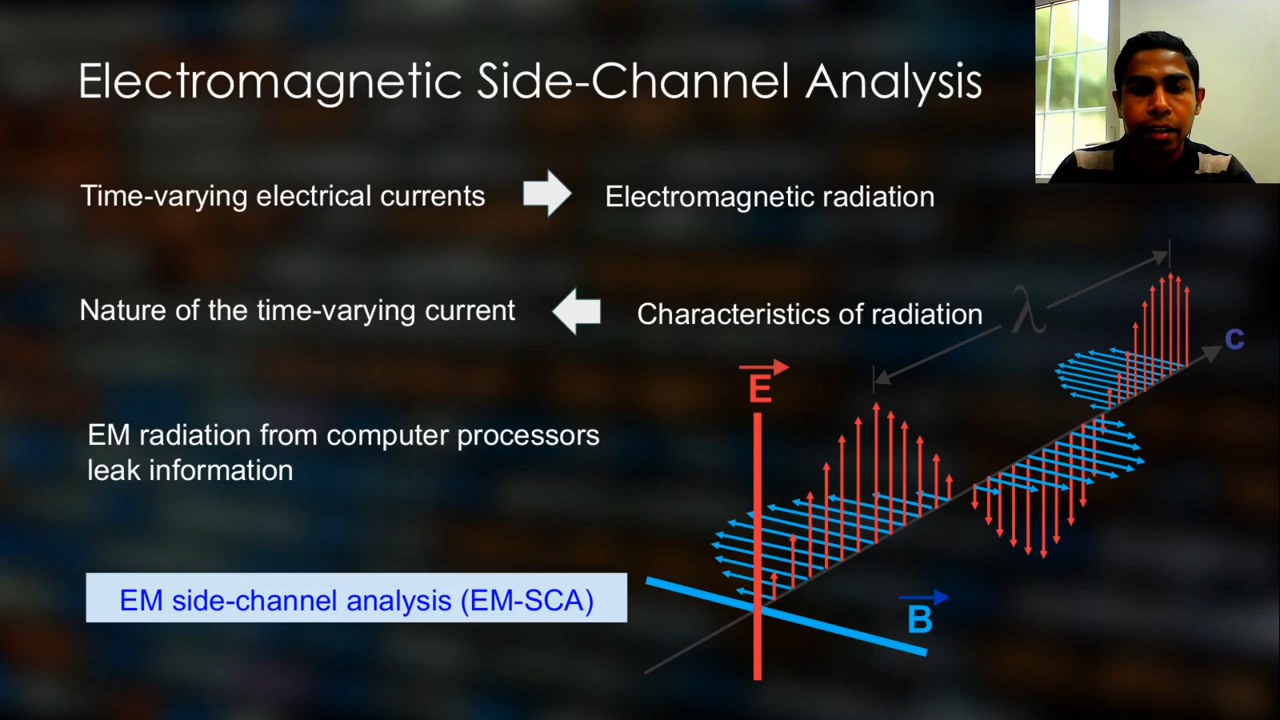 Electromagnetic Side-Channel Analysis
Time-varying electrical currents
Electromagnetic radiation
Nature of the time-varying current
Characteristics of radiation
λ
c
E
EM radiation from computer processors
leak information
EM side-channel analysis (EM-SCA)
B